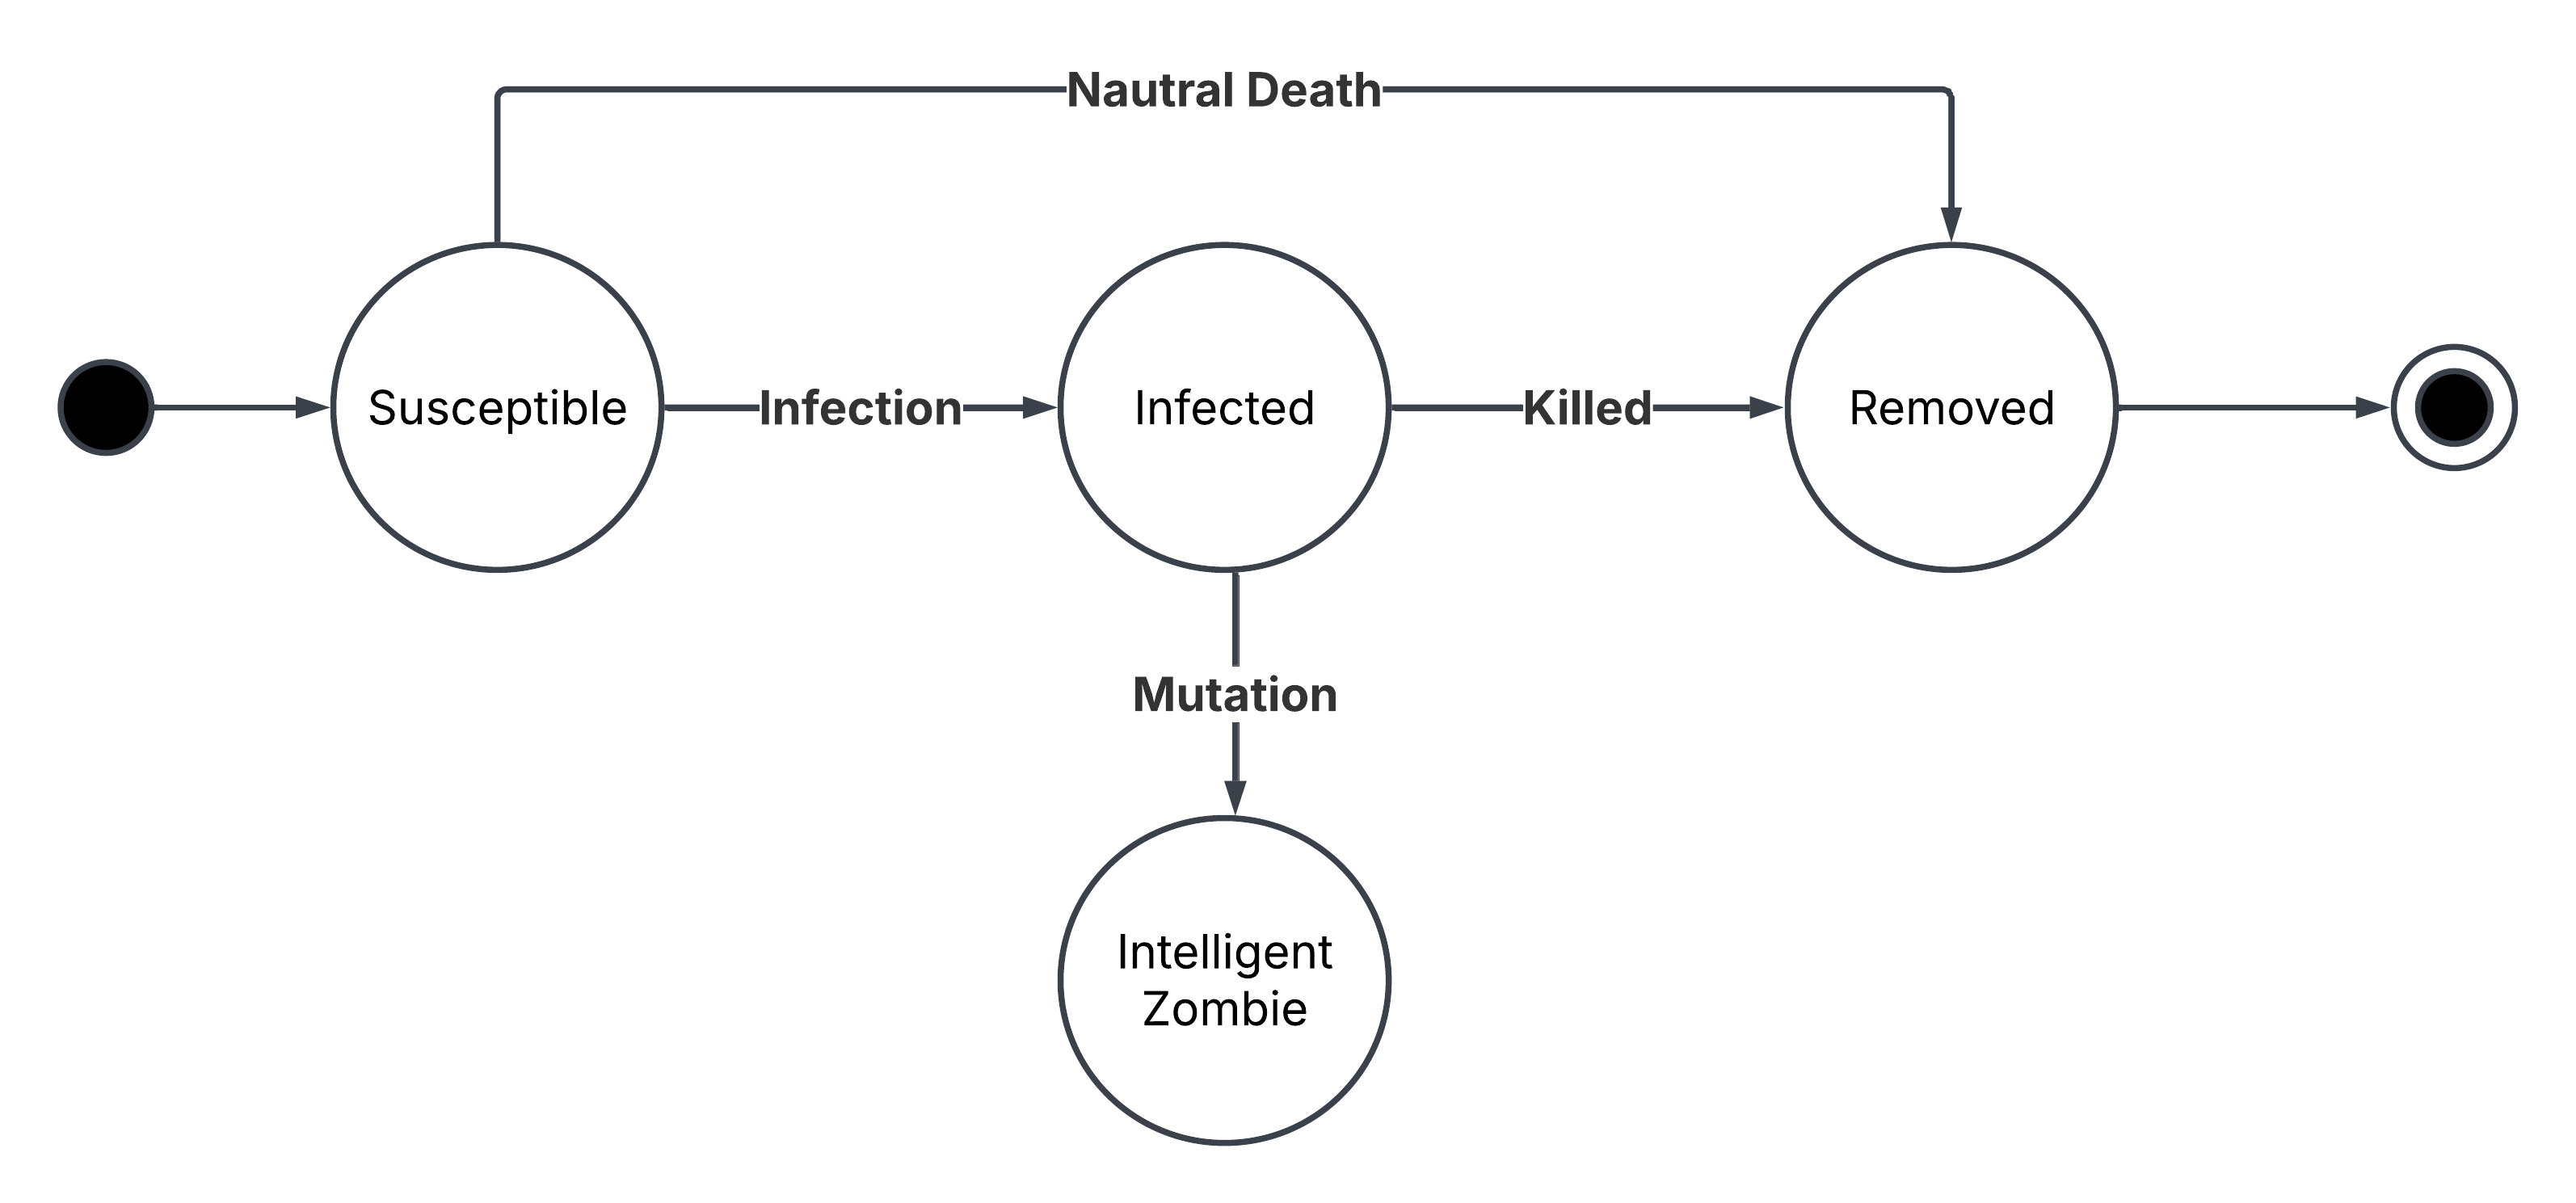 Nautral Death
Susceptible
Infection
Infected
Killed
Removed
Mutation
Intelligent
Zombie